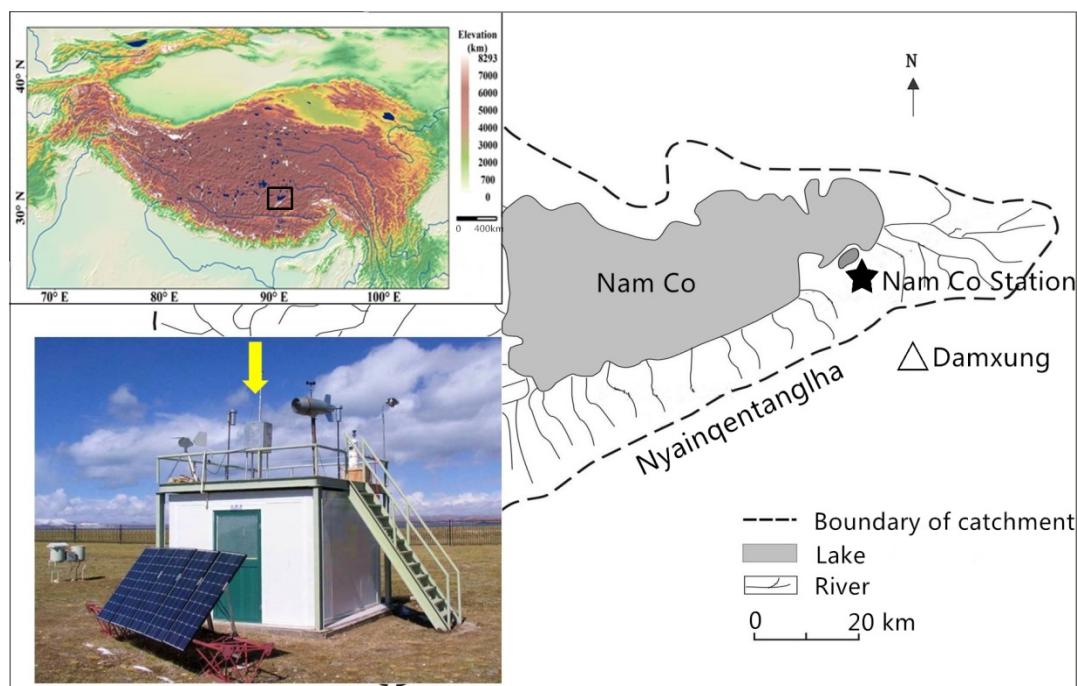 Elevation
(km)
8293
7000
5000
4000
3000
2000
700
0
0 400km
40° N
30° N
70° E
80° E
90° E
100° E
N
Nam Co
Nam Co Station
Damxung
Nyainqentanglha
Boundary of catchment
Lake
River
0 20 km